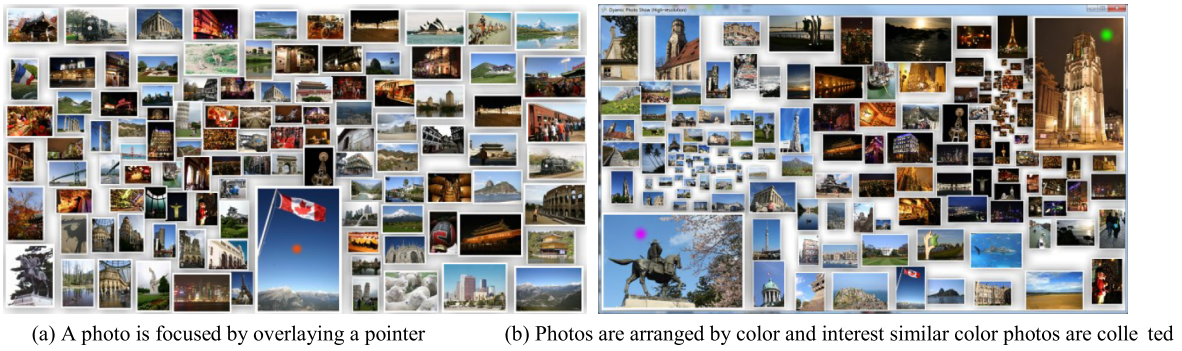 Dynamic Photo Show (High-resolution)
(a) A photo is focused by overlaying a pointer
(b) Photos are arranged by color and interest similar color photos are colle ted